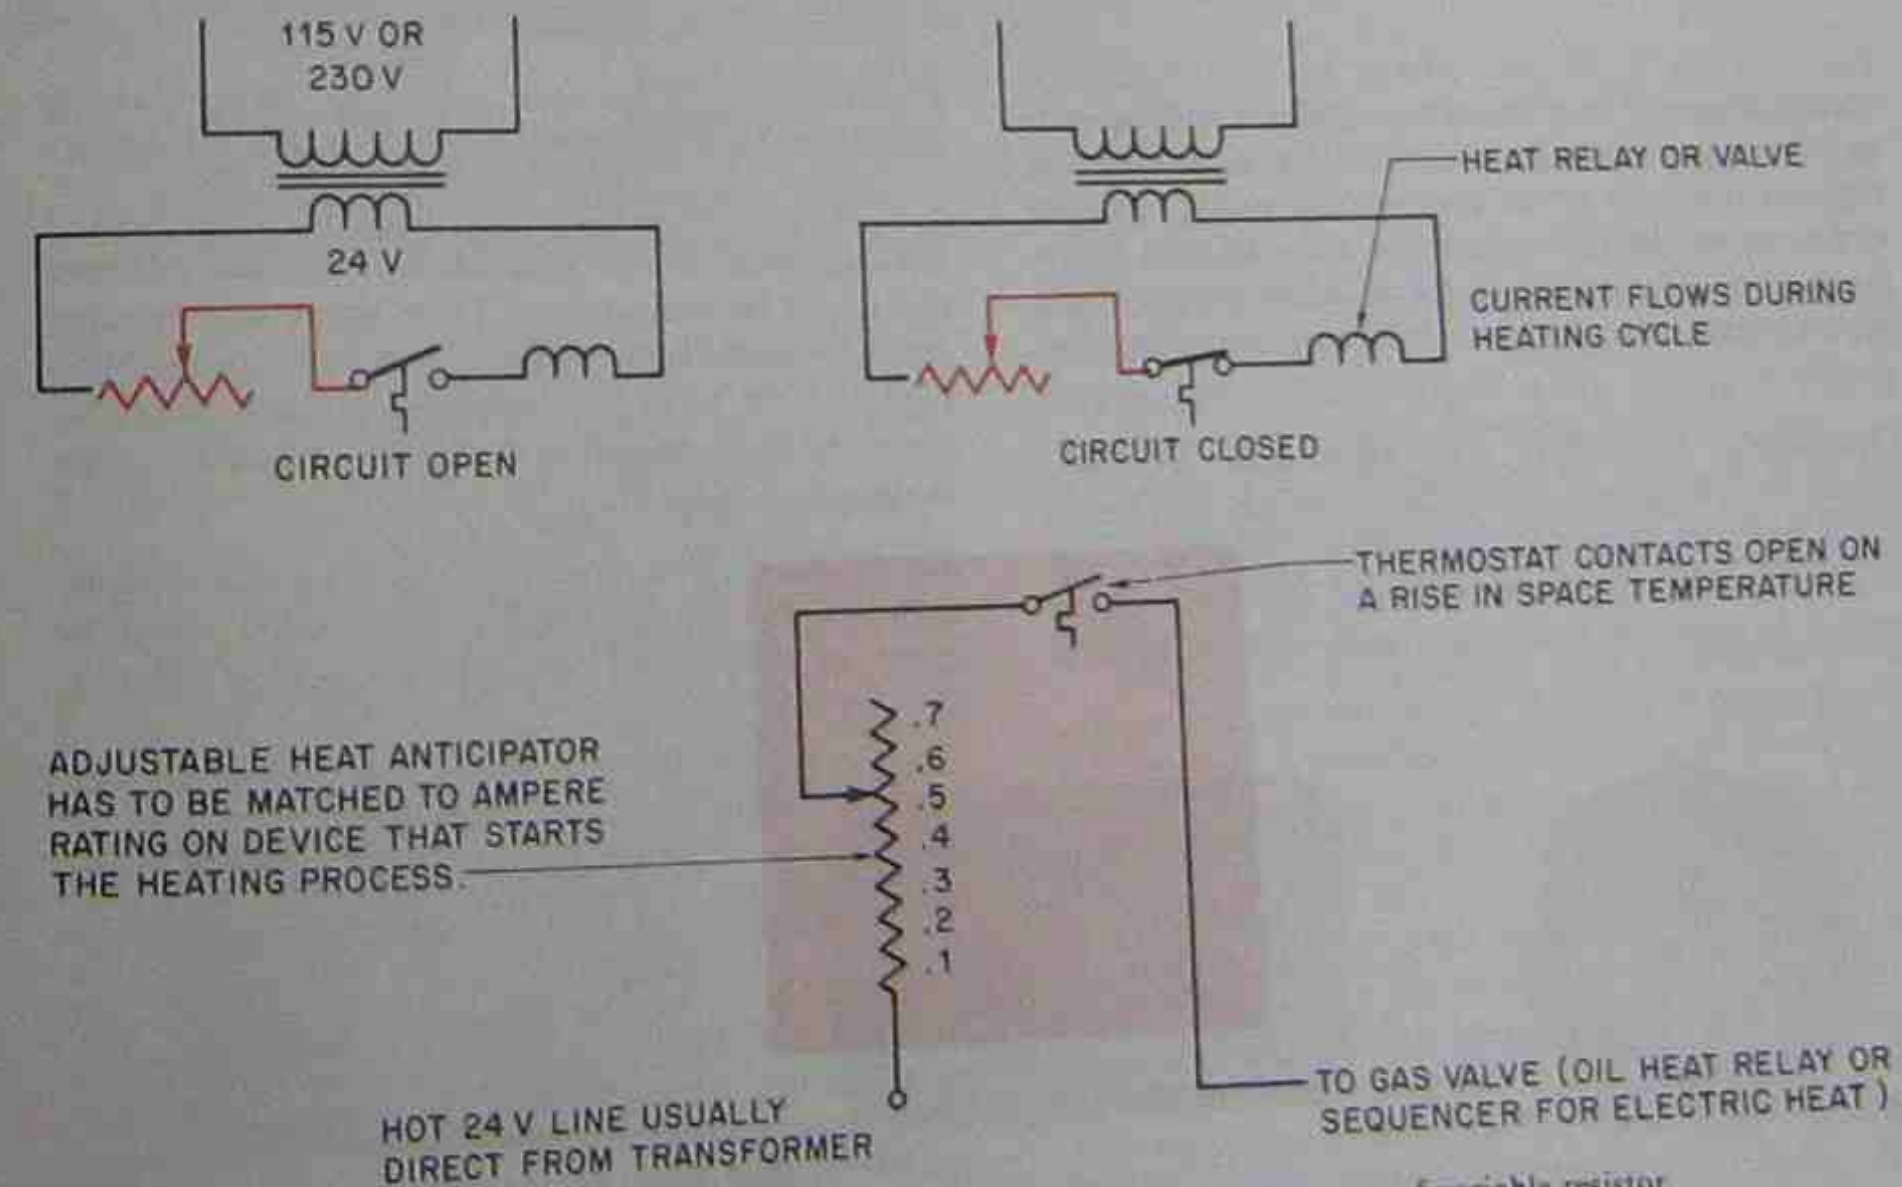 115 V OR
230 V
24 V
CIRCUIT OPEN
HEAT RELAY OR VALVE
CURRENT FLOWS DURING
HEATING CYCLE
CIRCUIT CLOSED
THERMOSTAT CONTACTS OPEN ON
A RISE IN SPACE TEMPERATURE
ADJUSTABLE HEAT ANTICIPATOR
HAS TO BE MATCHED TO AMPERE
RATING ON DEVICE THAT STARTS
THE HEATING PROCESS.
.7
.6
.5
.4
.3
.2
.1
HOT 24 V LINE USUALLY
DIRECT FROM TRANSFORMER
TO GAS VALVE (OIL HEAT RELAY OR
SEQUENCER FOR ELECTRIC HEAT)
resistor